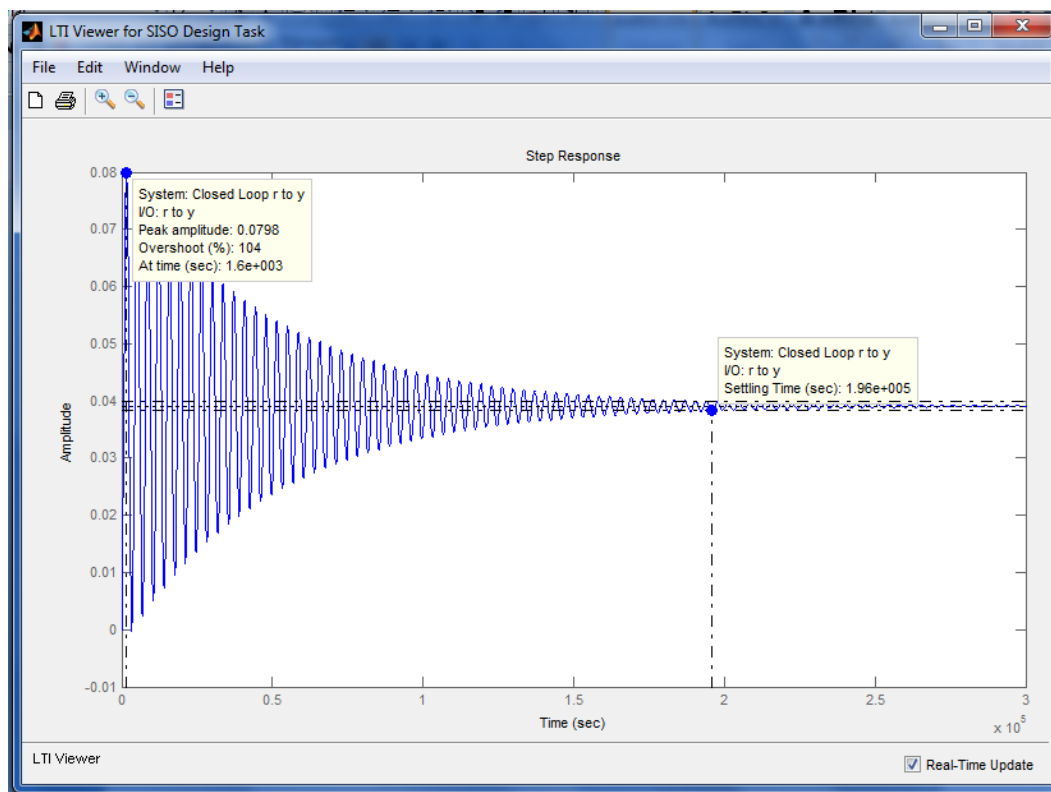 LTI Viewer for SISO Design Task
File Edit Window Help
Step Response
System: Closed Loop r to y
I/O: r to y
Peak amplitude: 0.0798
Overshoot (%): 104
At time (sec): 1.6e+003
System: Closed Loop r to y
I/O: r to y
Settling Time (sec): 1.96e+005
Amplitude
0.08
0.07
0.06
0.05
0.04
0.03
0.02
0.01
0
-0.01
0 0.5 1 1.5 2 2.5 3
x 10^5
Time (sec)
LTI Viewer
Real-Time Update